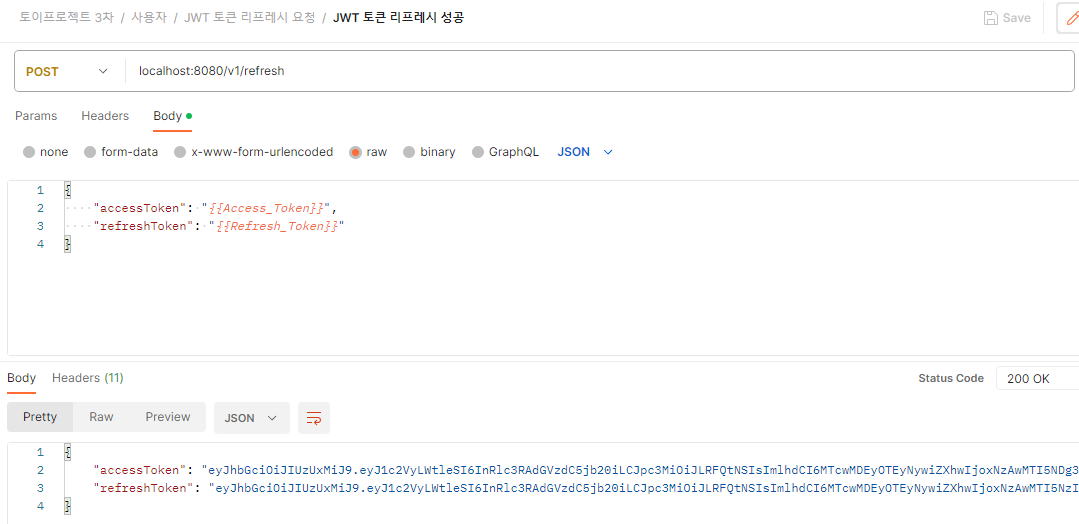 토이프로젝트 3차 / 사용자 / JWT 토큰 리프레시 요청 / JWT 토큰 리프레시 성공 Save
POST localhost:8080/v1/refresh
Params Headers Body
none form-data x-www-form-urlencoded raw binary GraphQL JSON
1 {
2 "accessToken": "{{Access_Token}}",
3 "refreshToken": "{{Refresh_Token}}"
4 }
Body Headers (11) Status Code 200 OK
Pretty Raw Preview JSON
1 {
2 "accessToken": "eyJhbGciOiJIUzUxMiJ9.eyJ1c2VyLWtleSI6InRlc3RAdGVzdC5jb20iLCJpc3MiOiJLRFQtNSIsImlhdCI6MTcwMDEyOTEyNywiZXhwIjoxNzAwMTI5NDg3
3 "refreshToken": "eyJhbGciOiJIUzUxMiJ9.eyJ1c2VyLWtleSI6InRlc3RAdGVzdC5jb20iLCJpc3MiOiJLRFQtNSIsImlhdCI6MTcwMDEyOTEyNywiZXhwIjoxNzAwMTI5NzI
4 }